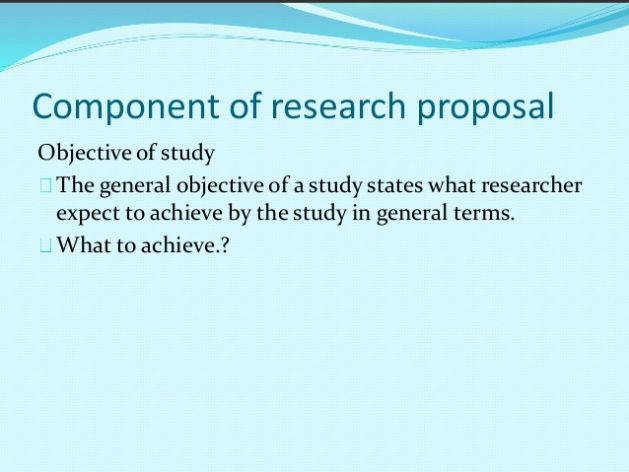 Component of research proposal
Objective of study
The general objective of a study states what researcher
expect to achieve by the study in general terms.
What to achieve.?